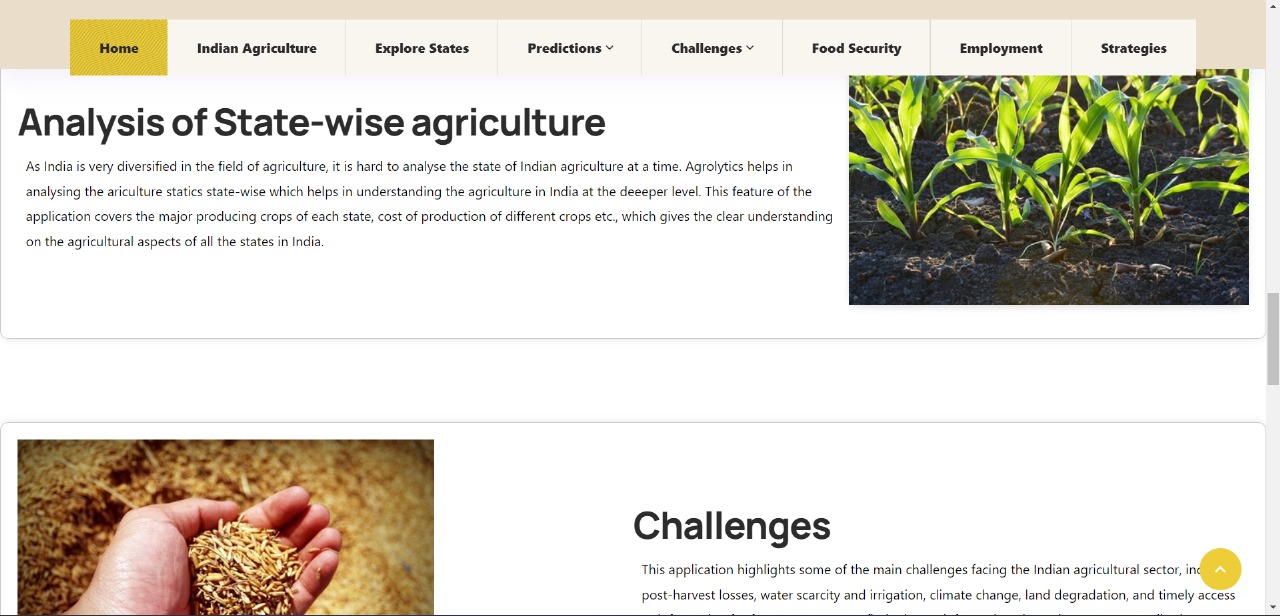 Home Indian Agriculture Explore States Predictions Challenges Food Security Employment Strategies
Analysis of State-wise agriculture
As India is very diversified in the field of agriculture, it is hard to analyse the state of Indian agriculture at a time. Agrolytics helps in
analysing the ariculture statics state-wise which helps in understanding the agriculture in India at the deeeper level. This feature of the
application covers the major producing crops of each state, cost of production of different crops etc., which gives the clear understanding
on the agricultural aspects of all the states in India.
Challenges
This application highlights some of the main challenges facing the Indian agricultural sector,
post-harvest losses, water scarcity and irrigation, climate change, land degradation, and timely access